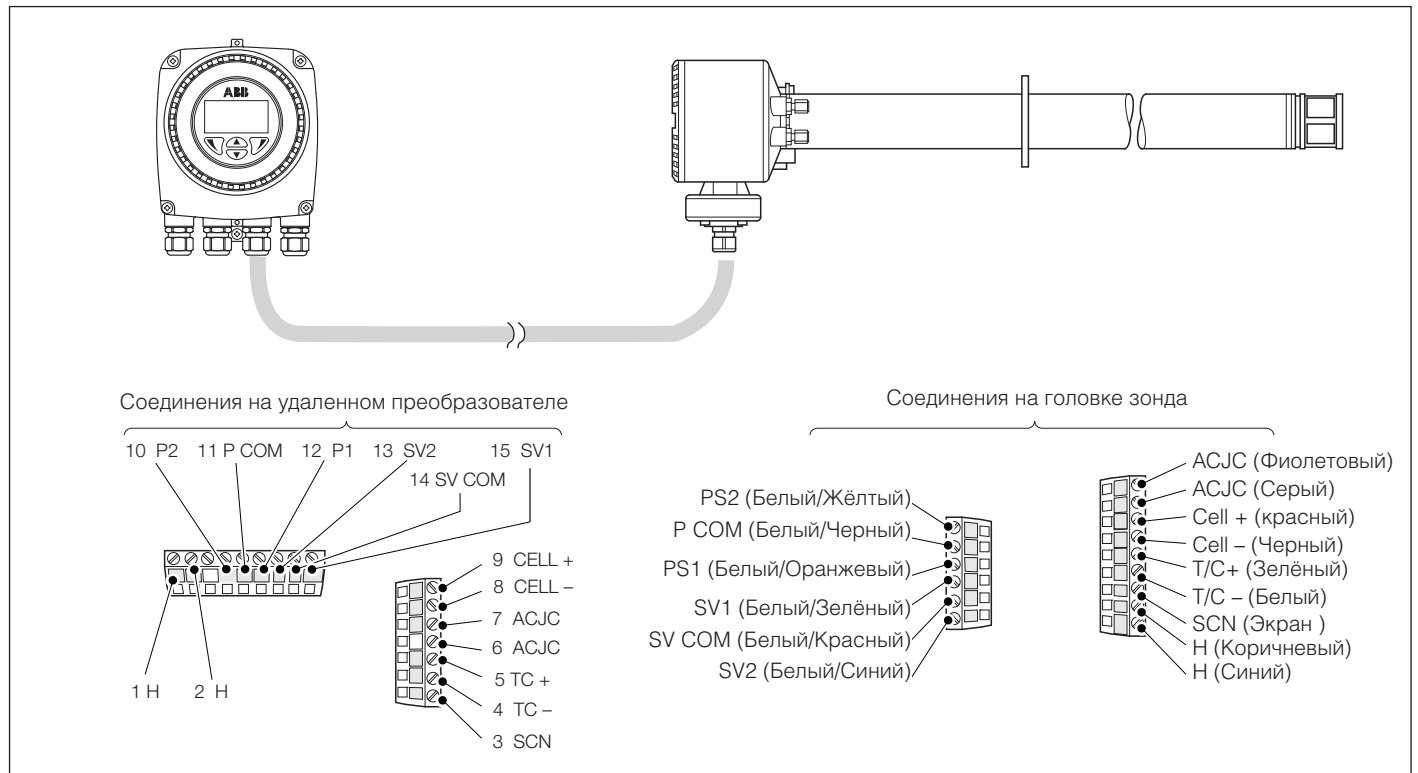 ABB
Соединения на удаленном преобразователе
10 P2
11 P COM
12 P1
13 SV2
15 SV1
14 SV COM
1 H
2 H
9 CELL +
8 CELL –
7 ACJC
6 ACJC
5 TC +
4 TC –
3 SCN
Соединения на головке зонда
PS2 (Белый/Жёлтый)
P COM (Белый/Черный)
PS1 (Белый/Оранжевый)
SV1 (Белый/Зелёный)
SV COM (Белый/Красный)
SV2 (Белый/Синий)
ACJC (Фиолетовый)
ACJC (Серый)
Cell + (красный)
Cell – (Черный)
T/C+ (Зелёный)
T/C – (Белый)
SCN (Экран )
H (Коричневый)
H (Синий)